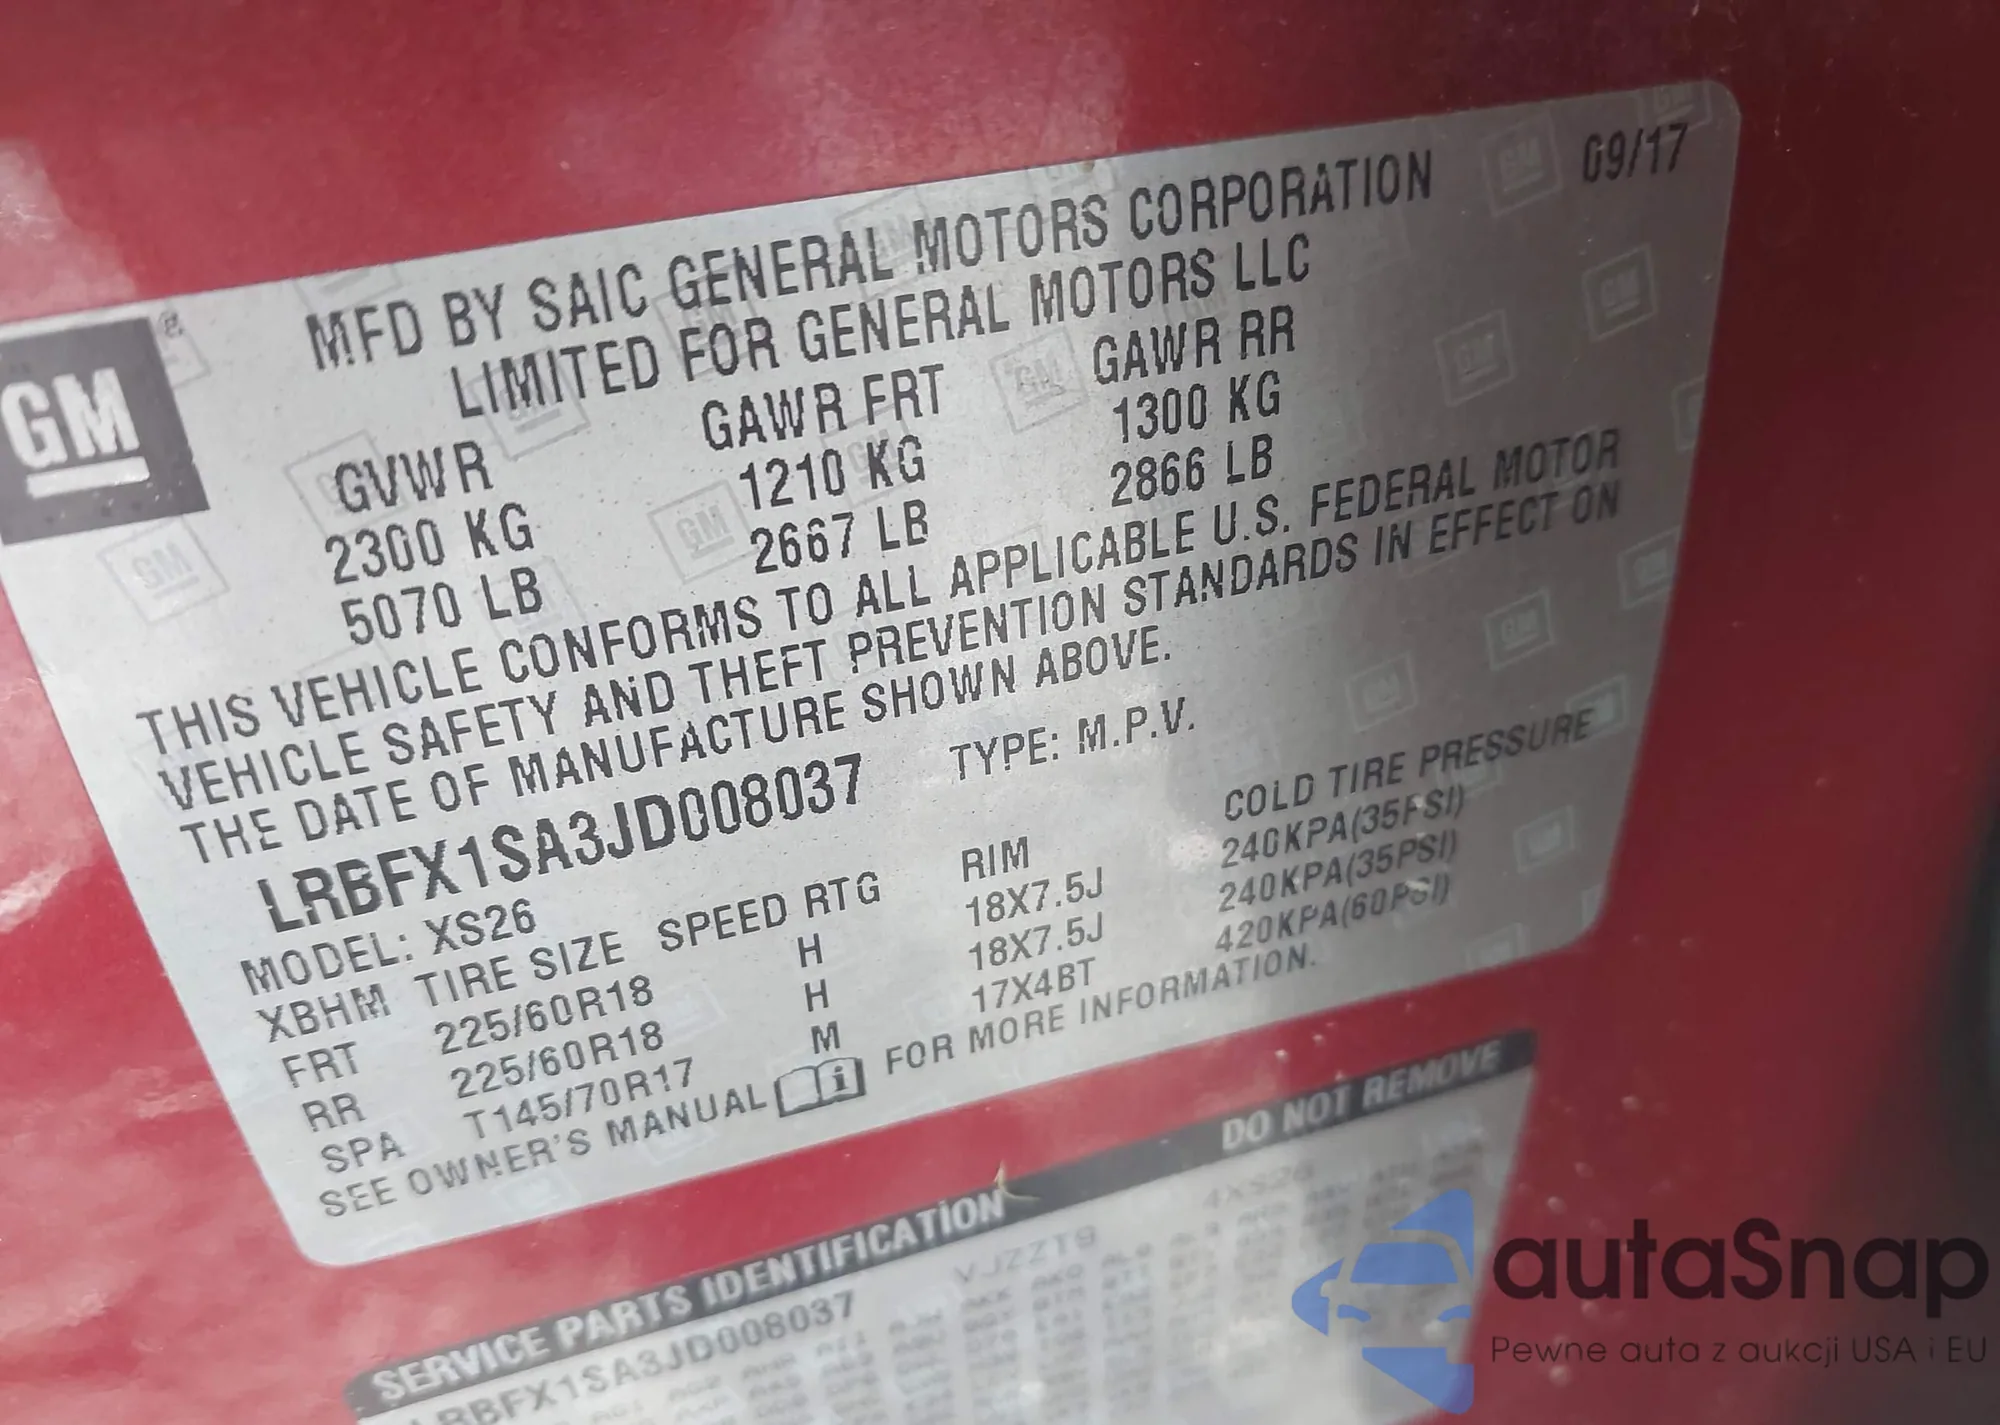 09/17
MFD BY SAIC GENERAL MOTORS CORPORATION
LIMITED FOR GENERAL MOTORS LLC
GM
GVWR GAWR FRT GAWR RR
2300 KG 1210 KG 1300 KG
5070 LB 2667 LB 2866 LB
THIS VEHICLE CONFORMS TO ALL APPLICABLE U.S. FEDERAL MOTOR
VEHICLE SAFETY AND THEFT PREVENTION STANDARDS IN EFFECT ON
THE DATE OF MANUFACTURE SHOWN ABOVE.
LRBFX1SA3JD008037 TYPE: M.P.V.
MODEL: XS26
XBHM TIRE SIZE SPEED RTG RIM COLD TIRE PRESSURE
FRT 225/60R18 H 18X7.5J 240KPA(35PSI)
RR 225/60R18 H 18X7.5J 240KPA(35PSI)
SPA T145/70R17 M 17X4BT 420KPA(60PSI)
SEE OWNER'S MANUAL FOR MORE INFORMATION.
SERVICE PARTS IDENTIFICATION DO NOT REMOVE
LRBFX1SA3JD008037 VJZZT9 4XS26
autaSnap
Pewne auta z aukcji USA i EU